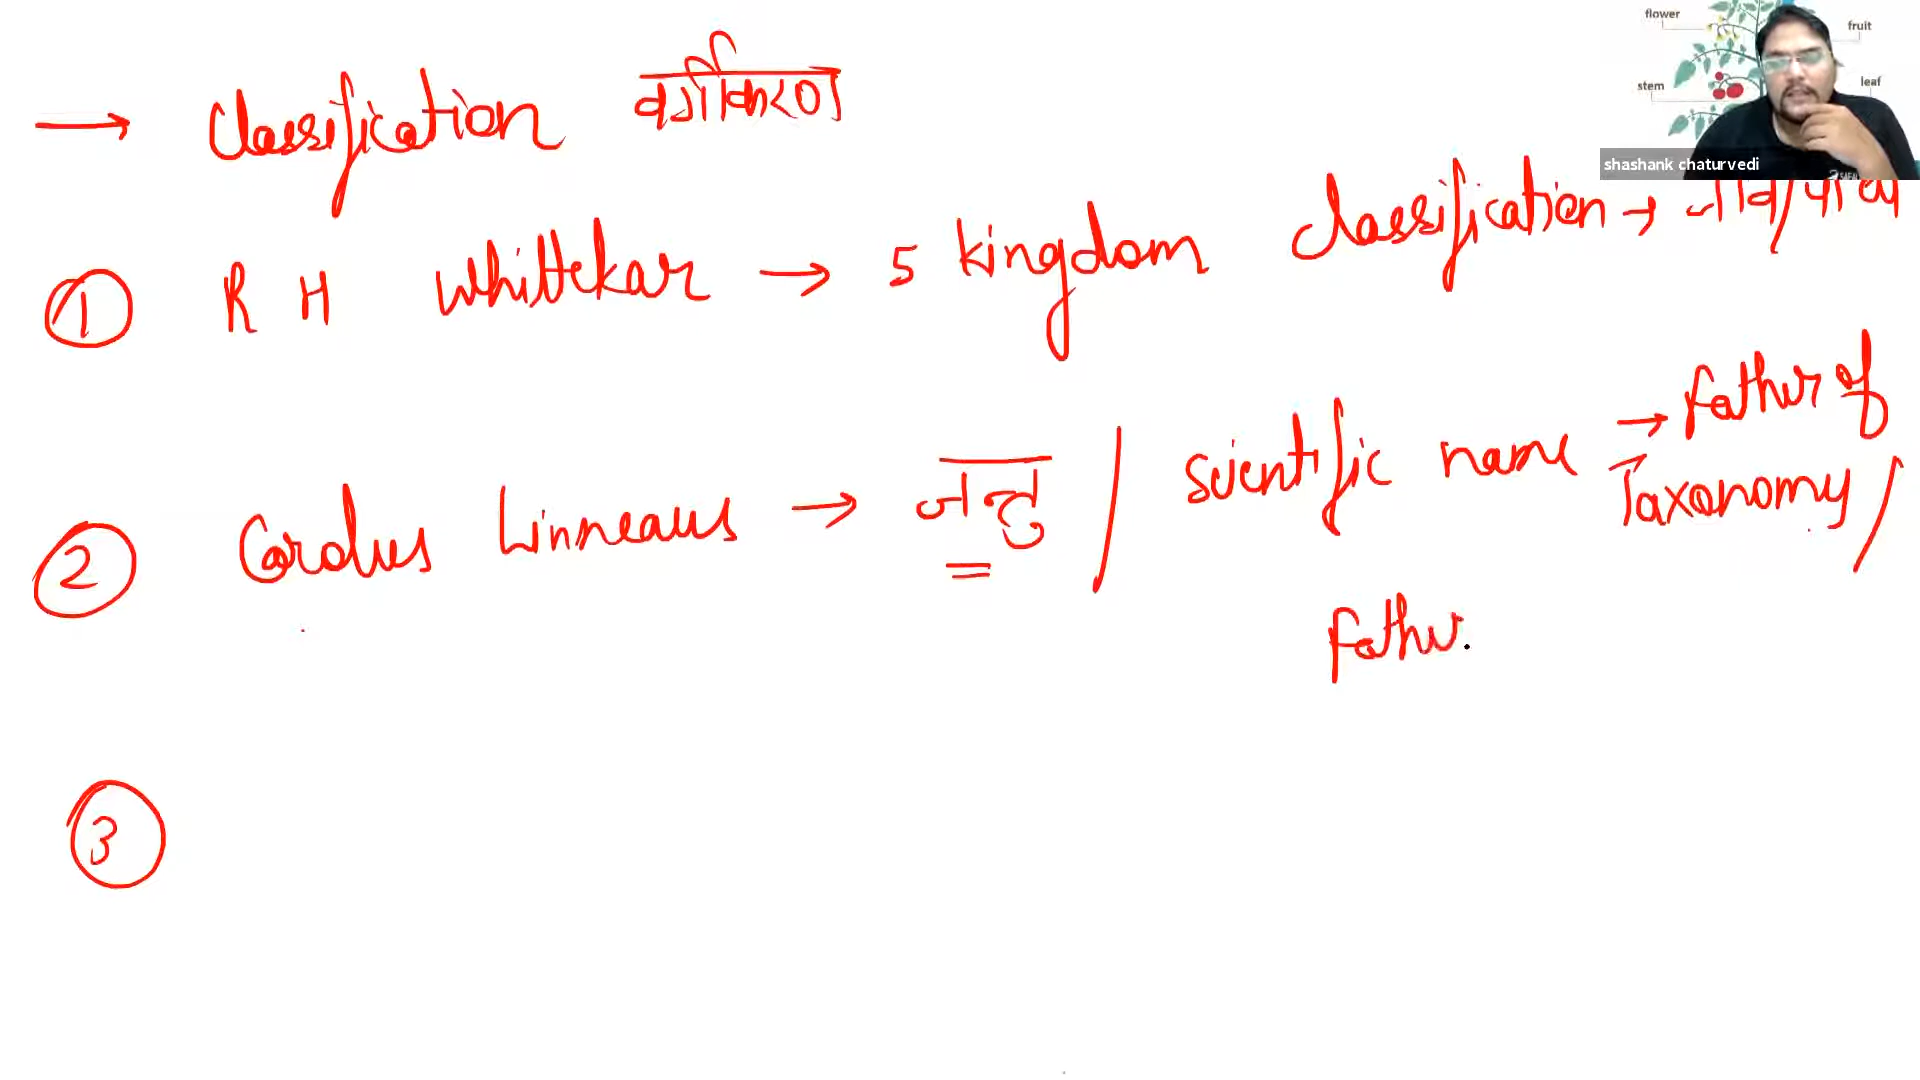 flower
fruit
stem
leaf
shashank chaturvedi
→ Classification वर्गीकरण
① R H Whittekar → 5 kingdom Classification →
② Carolus Linneaus → जन्तु / Scientific name → Father of Taxonomy /
Father
③